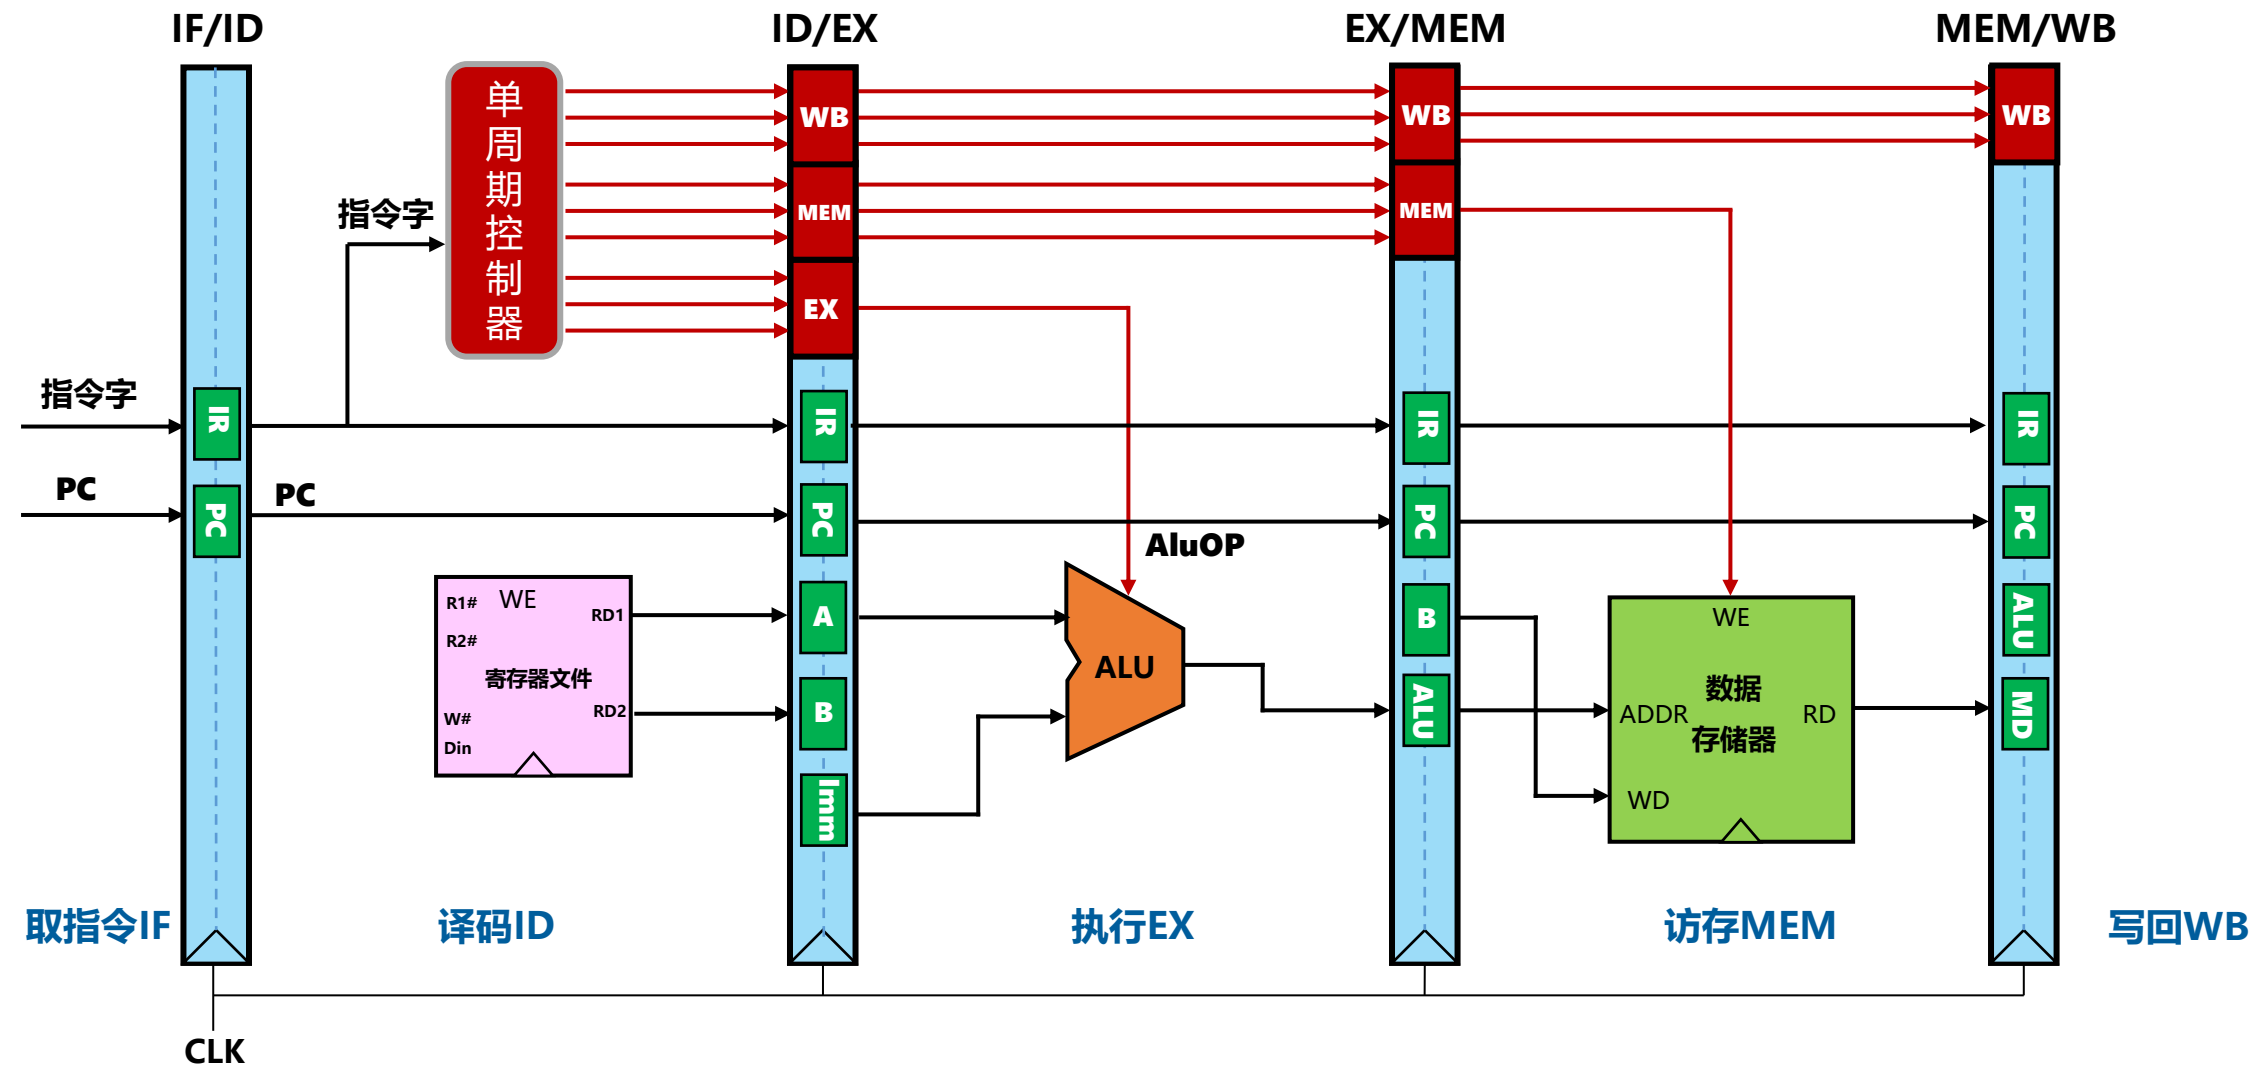 IF/ID
ID/EX
EX/MEM
MEM/WB
单周期控制器
WB
WB
WB
MEM
MEM
EX
指令字
指令字
IR
IR
IR
IR
PC
PC
PC
PC
PC
PC
AluOP
R1#
WE
RD1
R2#
寄存器文件
W#
RD2
Din
A
B
Imm
ALU
B
ALU
WE
数据
存储器
ADDR
RD
WD
ALU
MD
取指令IF
译码ID
执行EX
访存MEM
写回WB
CLK